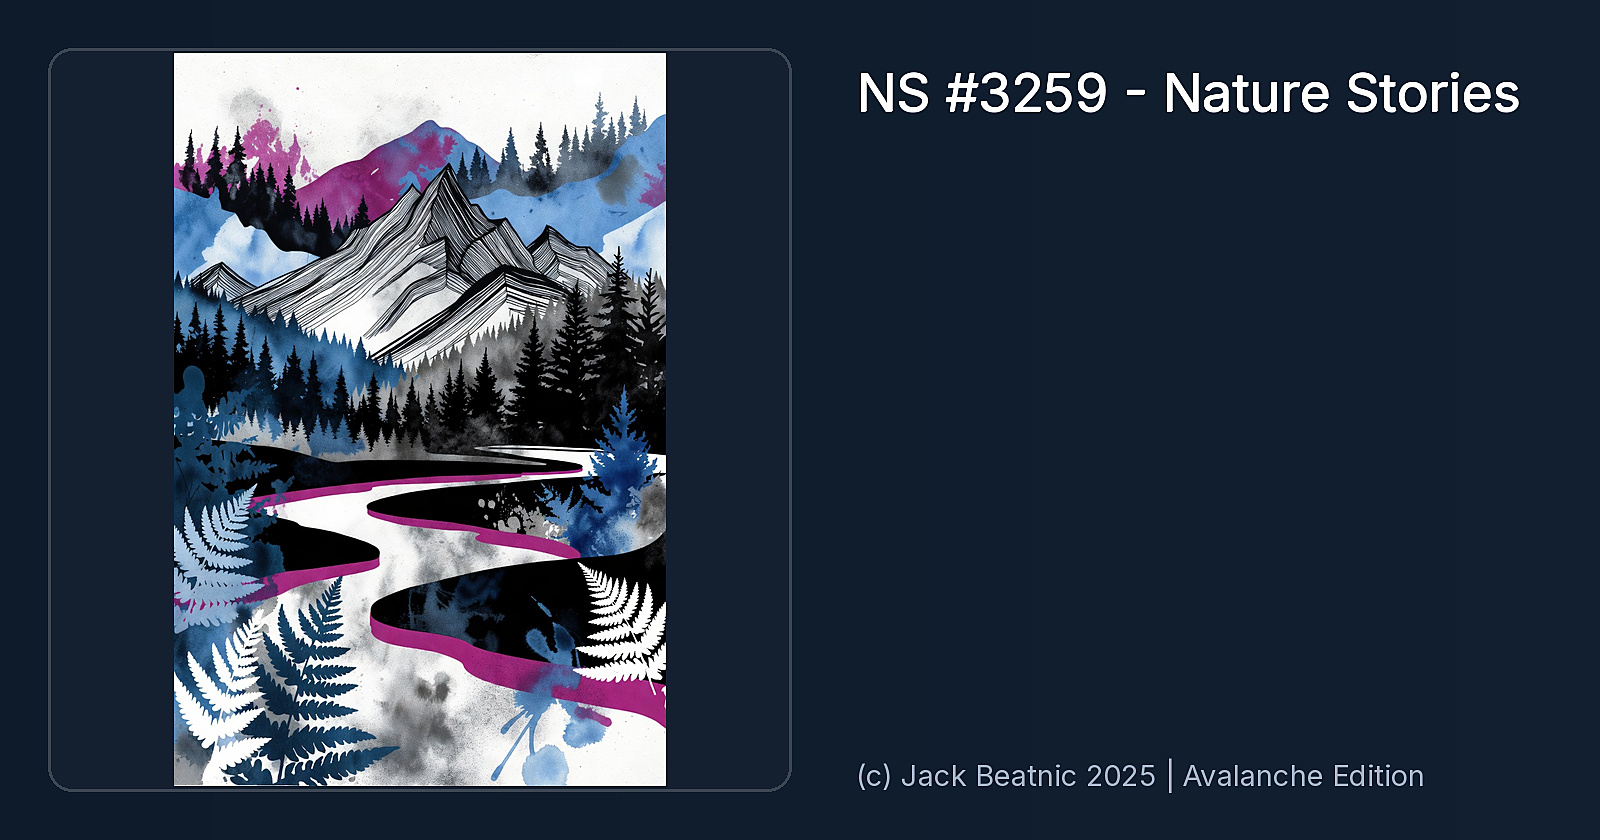 NS #3259 - Nature Stories
(c) Jack Beatnic 2025 | Avalanche Edition